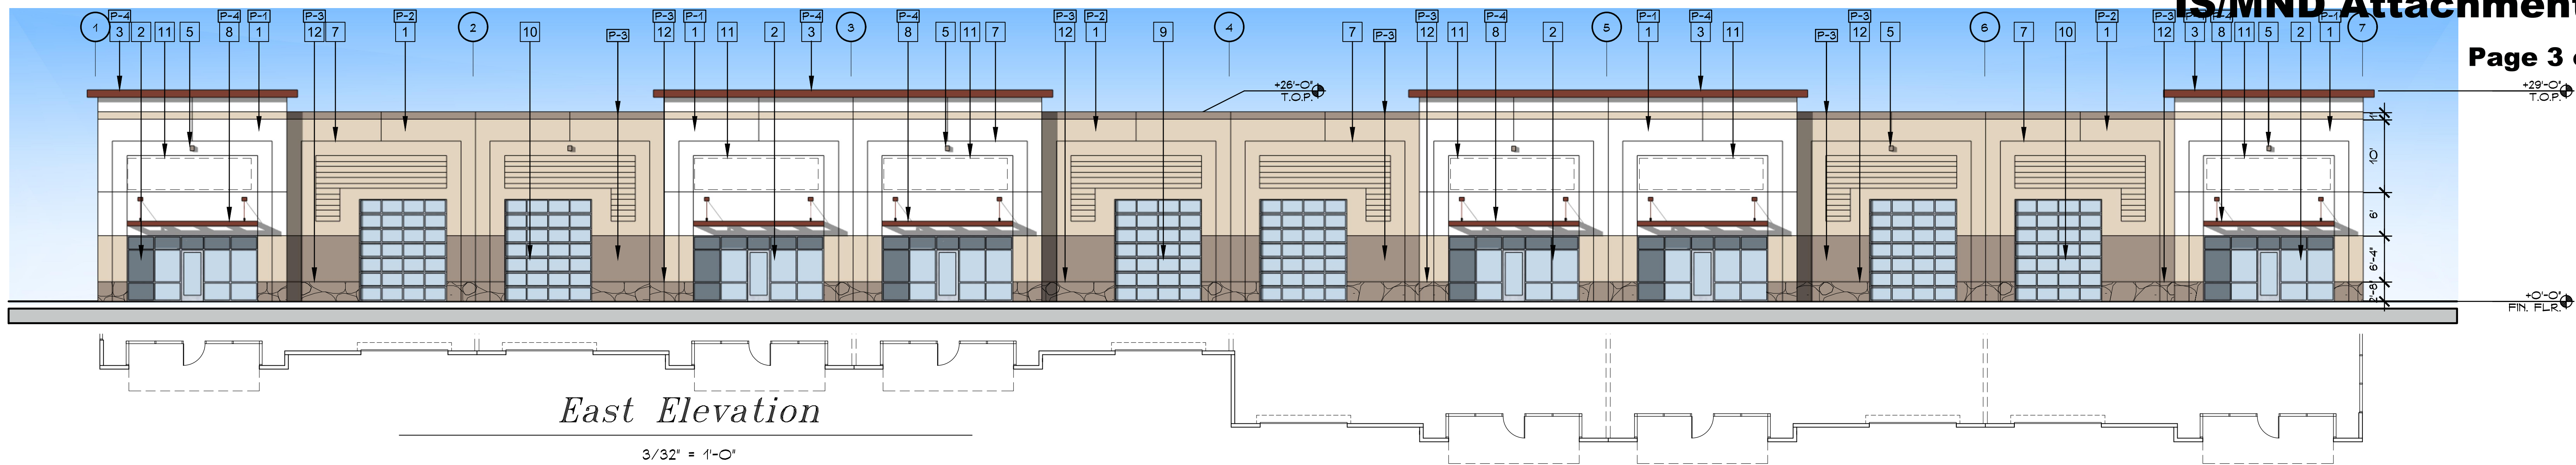 IS/MND Attachment
Page 3
P-4 P-4 P-1 P-3 P-2 P-3 P-1 P-4 P-4 P-3 P-2 P-3 P-4 P-1 P-4 P-3 P-2 P-3 P-4 P-4 P-1
1 3 2 11 5 8 1 12 7 1 2 10 P-3 12 1 11 2 3 3 8 5 11 7 12 1 9 4 7 P-3 12 11 8 2 5 1 3 11 P-3 12 5 6 7 10 1 12 3 8 11 5 2 1 7
+26'-0"
T.O.P.
+29'-0"
T.O.P.
1'
10'
6'
6'-4"
2'-8"
+0'-0"
FIN. FLR.
East Elevation
3/32" = 1'-0"